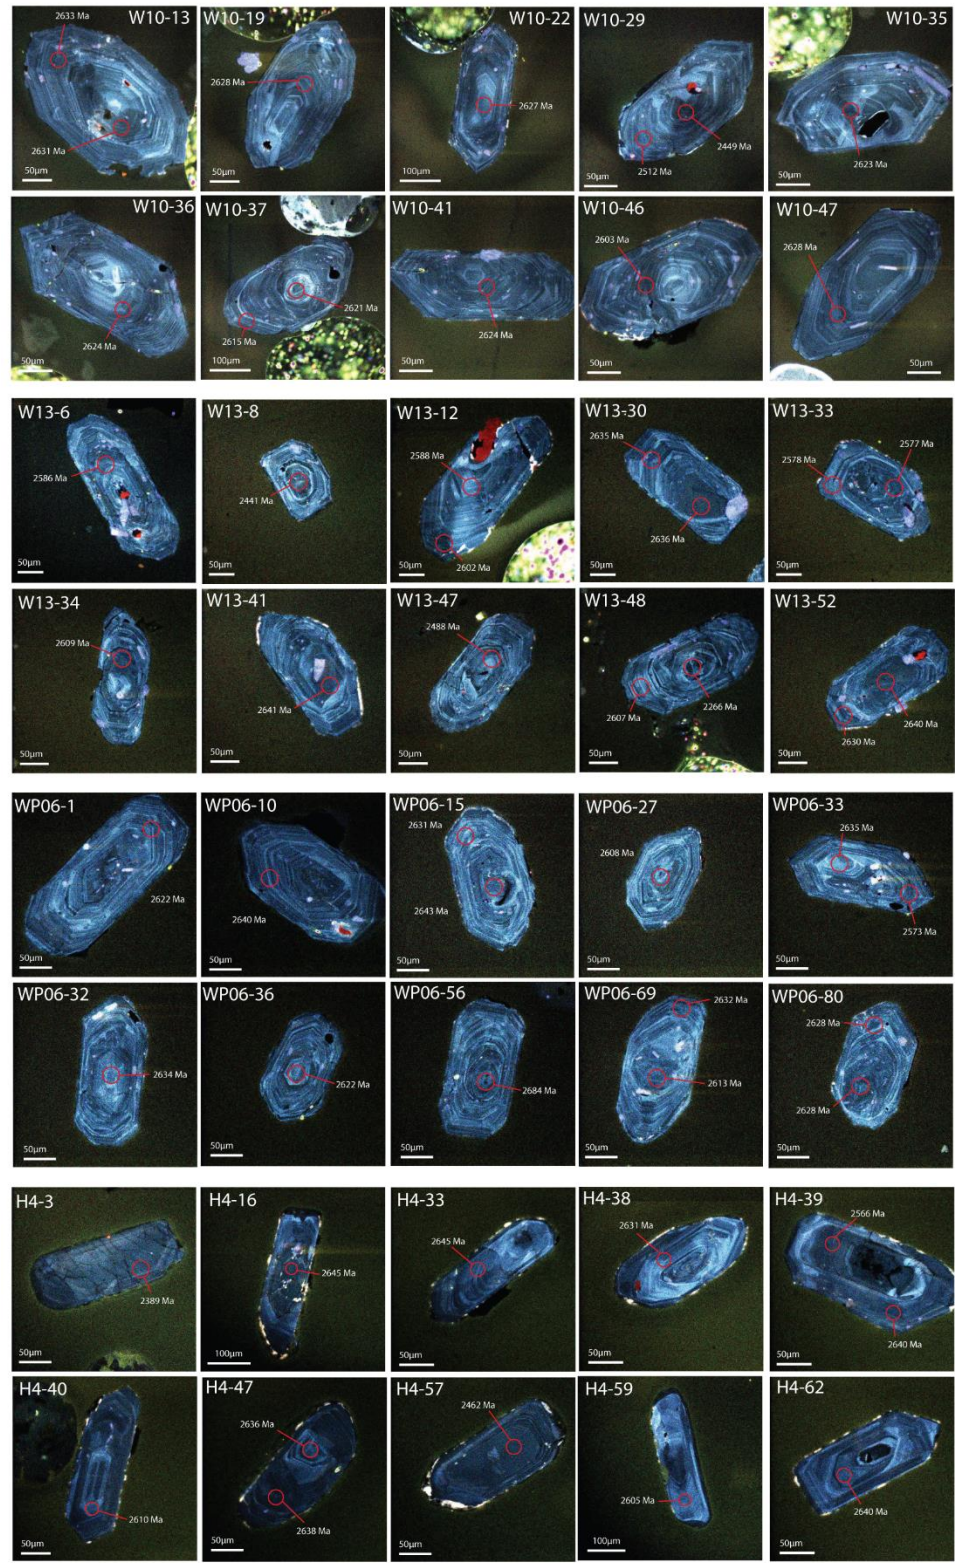 W10-13
2633 Ma
2631 Ma
50µm
W10-19
2628 Ma
50µm
W10-22
2627 Ma
100µm
W10-29
2449 Ma
2512 Ma
50µm
W10-35
2623 Ma
50µm
W10-36
2624 Ma
50µm
W10-37
2621 Ma
2615 Ma
100µm
W10-41
2624 Ma
50µm
W10-46
2603 Ma
50µm
W10-47
2628 Ma
50µm
W13-6
2586 Ma
50µm
W13-8
2441 Ma
50µm
W13-12
2588 Ma
2602 Ma
50µm
W13-30
2635 Ma
2636 Ma
50µm
W13-33
2577 Ma
2578 Ma
50µm
W13-34
2609 Ma
50µm
W13-41
2641 Ma
50µm
W13-47
2488 Ma
50µm
W13-48
2607 Ma
2266 Ma
50µm
W13-52
2640 Ma
2630 Ma
50µm
WP06-1
2622 Ma
50µm
WP06-10
2640 Ma
50µm
WP06-15
2631 Ma
2643 Ma
50µm
WP06-27
2608 Ma
50µm
WP06-33
2635 Ma
2573 Ma
50µm
WP06-32
2634 Ma
50µm
WP06-36
2622 Ma
50µm
WP06-56
2684 Ma
50µm
WP06-69
2632 Ma
2613 Ma
50µm
WP06-80
2628 Ma
2628 Ma
50µm
H4-3
2389 Ma
50µm
H4-16
2645 Ma
100µm
H4-33
2645 Ma
50µm
H4-38
2631 Ma
50µm
H4-39
2566 Ma
2640 Ma
50µm
H4-40
2610 Ma
50µm
H4-47
2636 Ma
2638 Ma
50µm
H4-57
2462 Ma
50µm
H4-59
2605 Ma
100µm
H4-62
2640 Ma
50µm